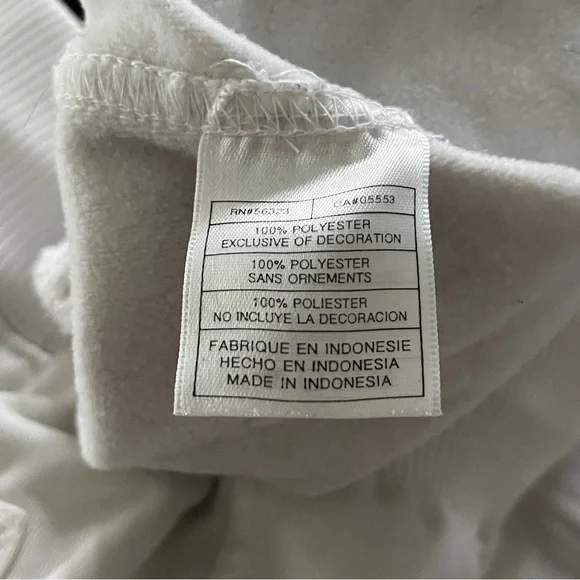 RN#56323 CA#05553
100% POLYESTER
EXCLUSIVE OF DECORATION
100% POLYESTER
SANS ORNEMENTS
100% POLIESTER
NO INCLUYE LA DECORACION
FABRIQUE EN INDONESIE
HECHO EN INDONESIA
MADE IN INDONESIA